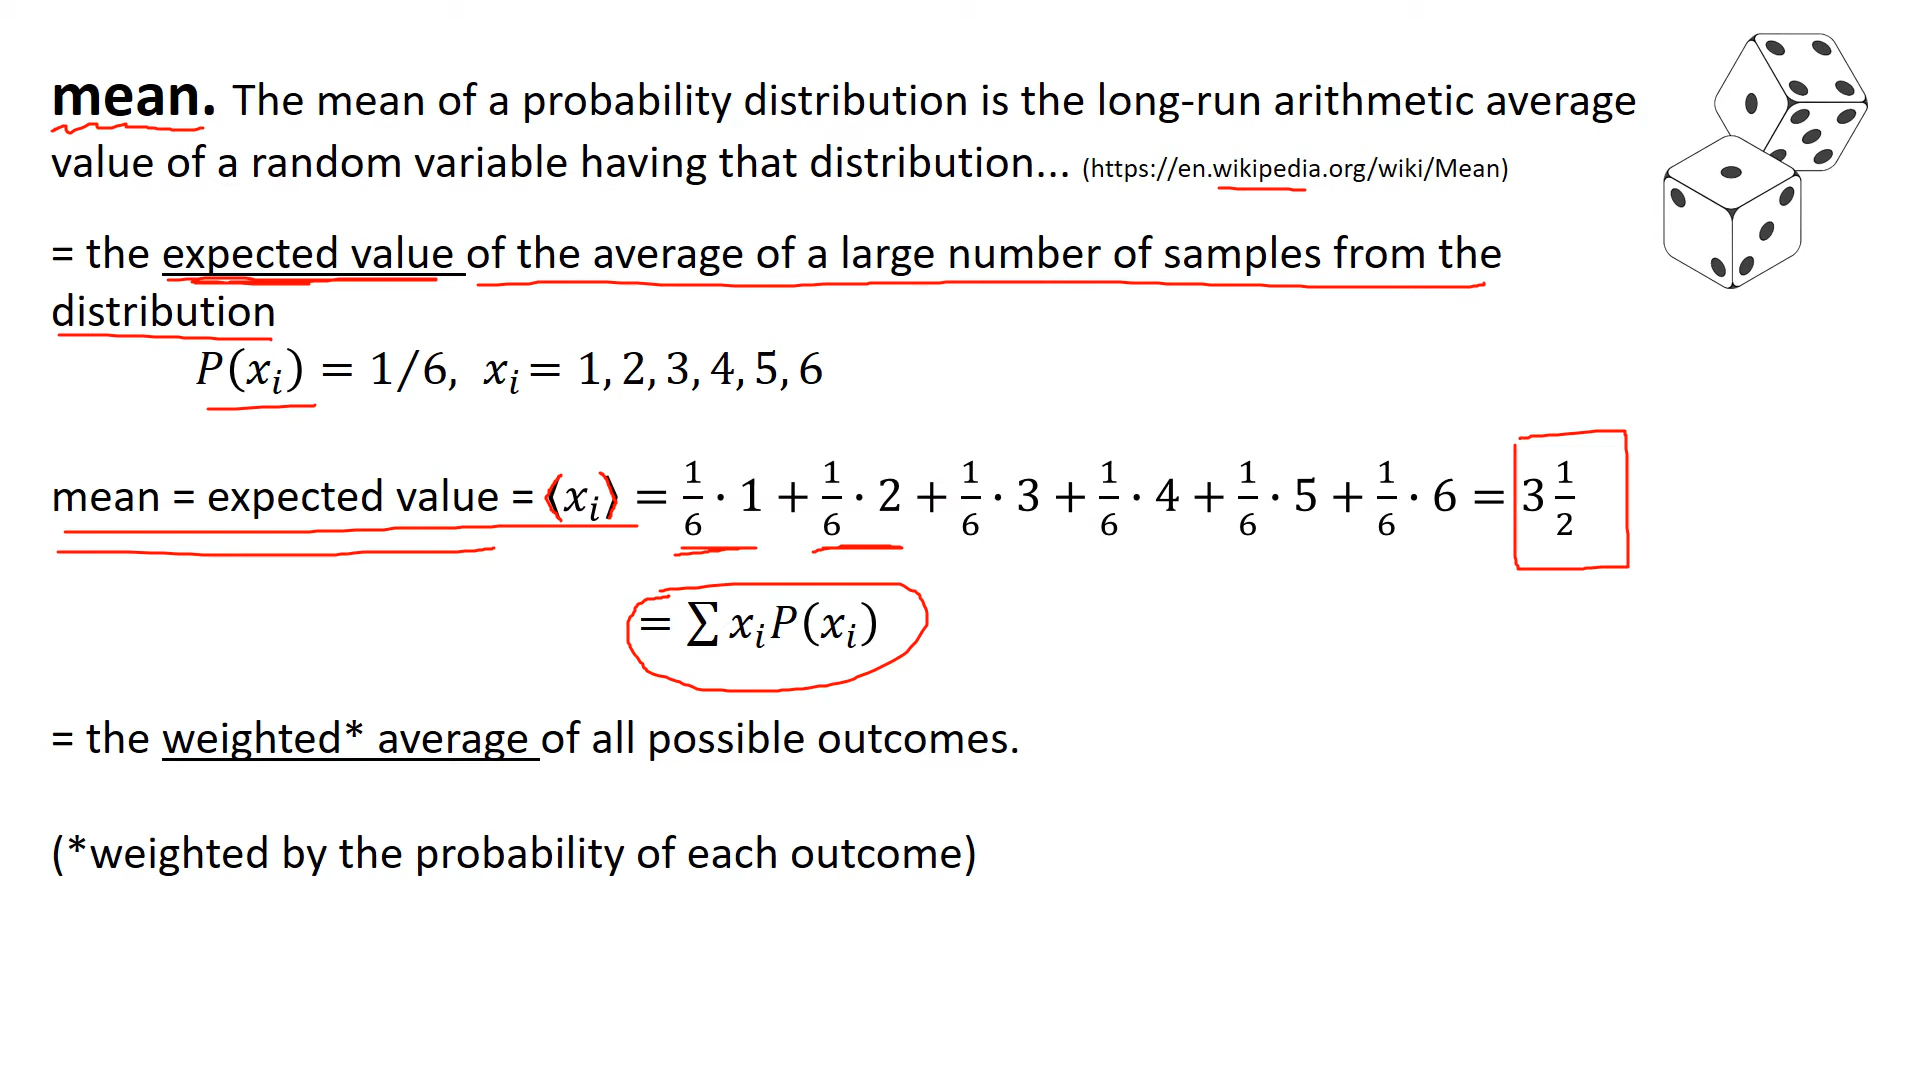 mean. The mean of a probability distribution is the long-run arithmetic average
value of a random variable having that distribution... (https://en.wikipedia.org/wiki/Mean)
= the expected value of the average of a large number of samples from the
distribution
P(xᵢ) = 1/6, xᵢ = 1, 2, 3, 4, 5, 6
mean = expected value = ⟨xᵢ⟩ = 1/6 · 1 + 1/6 · 2 + 1/6 · 3 + 1/6 · 4 + 1/6 · 5 + 1/6 · 6 = 3 1/2
= ∑ xᵢP(xᵢ)
= the weighted* average of all possible outcomes.
(*weighted by the probability of each outcome)